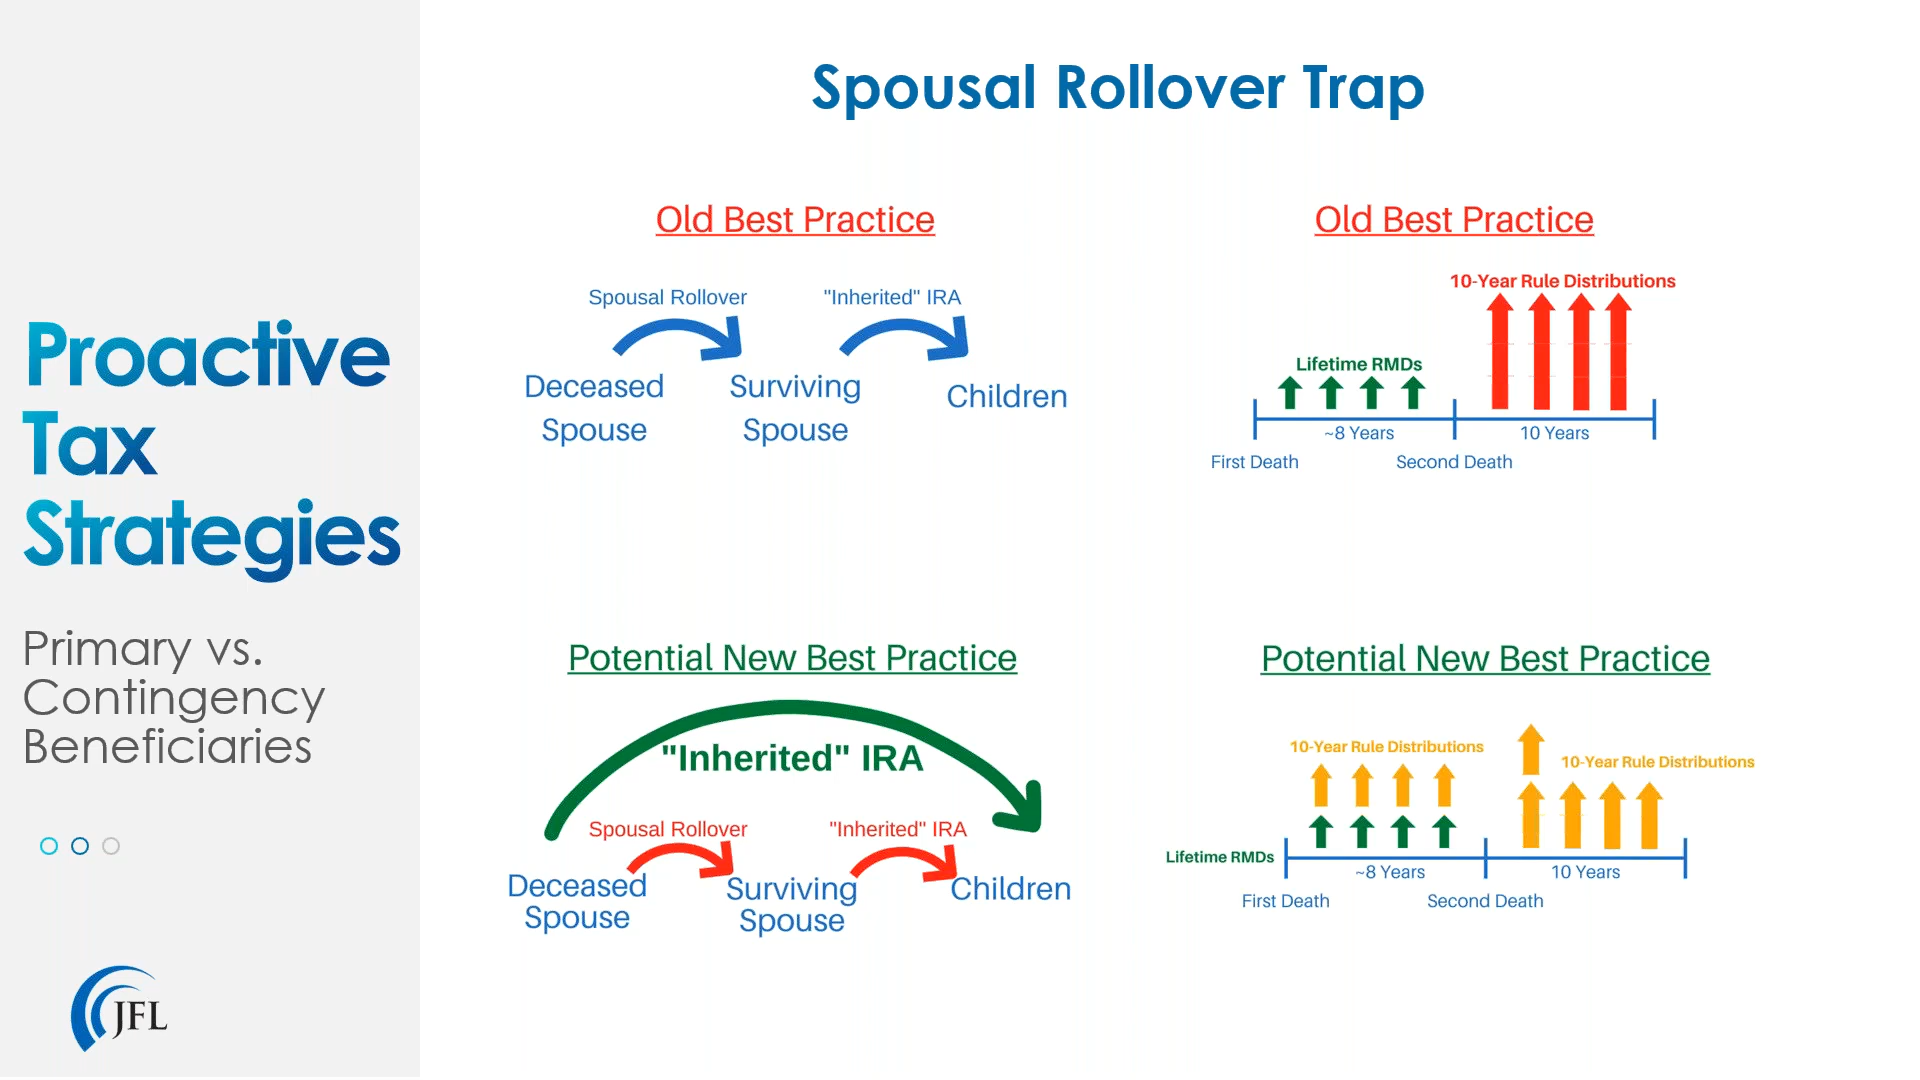 Proactive
Tax
Strategies
Primary vs.
Contingency
Beneficiaries
JFL
Spousal Rollover Trap
Old Best Practice
Spousal Rollover
"Inherited" IRA
Deceased
Spouse
Surviving
Spouse
Children
Old Best Practice
10-Year Rule Distributions
Lifetime RMDs
~8 Years
10 Years
First Death
Second Death
Potential New Best Practice
"Inherited" IRA
Spousal Rollover
"Inherited" IRA
Deceased
Spouse
Surviving
Spouse
Children
Potential New Best Practice
10-Year Rule Distributions
10-Year Rule Distributions
Lifetime RMDs
~8 Years
10 Years
First Death
Second Death